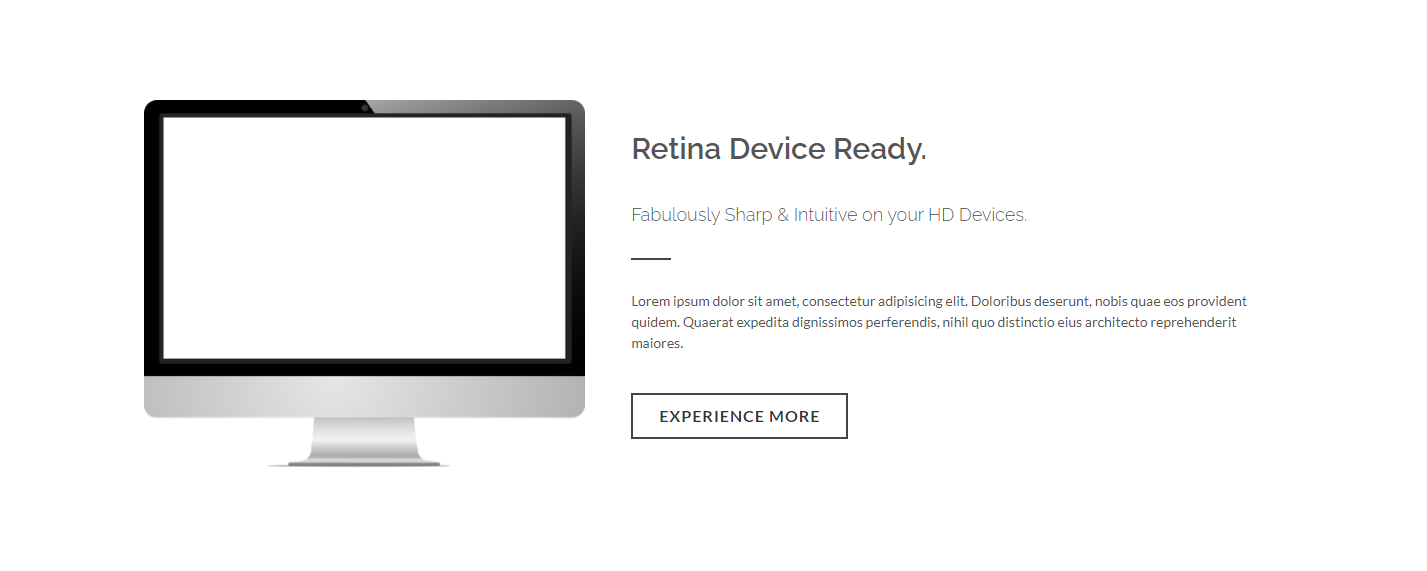 Retina Device Ready.
Fabulously Sharp & Intuitive on your HD Devices.
Lorem ipsum dolor sit amet, consectetur adipisicing elit. Doloribus deserunt, nobis quae eos provident
quidem. Quaerat expedita dignissimos perferendis, nihil quo distinctio eius architecto reprehenderit
maiores.
EXPERIENCE MORE